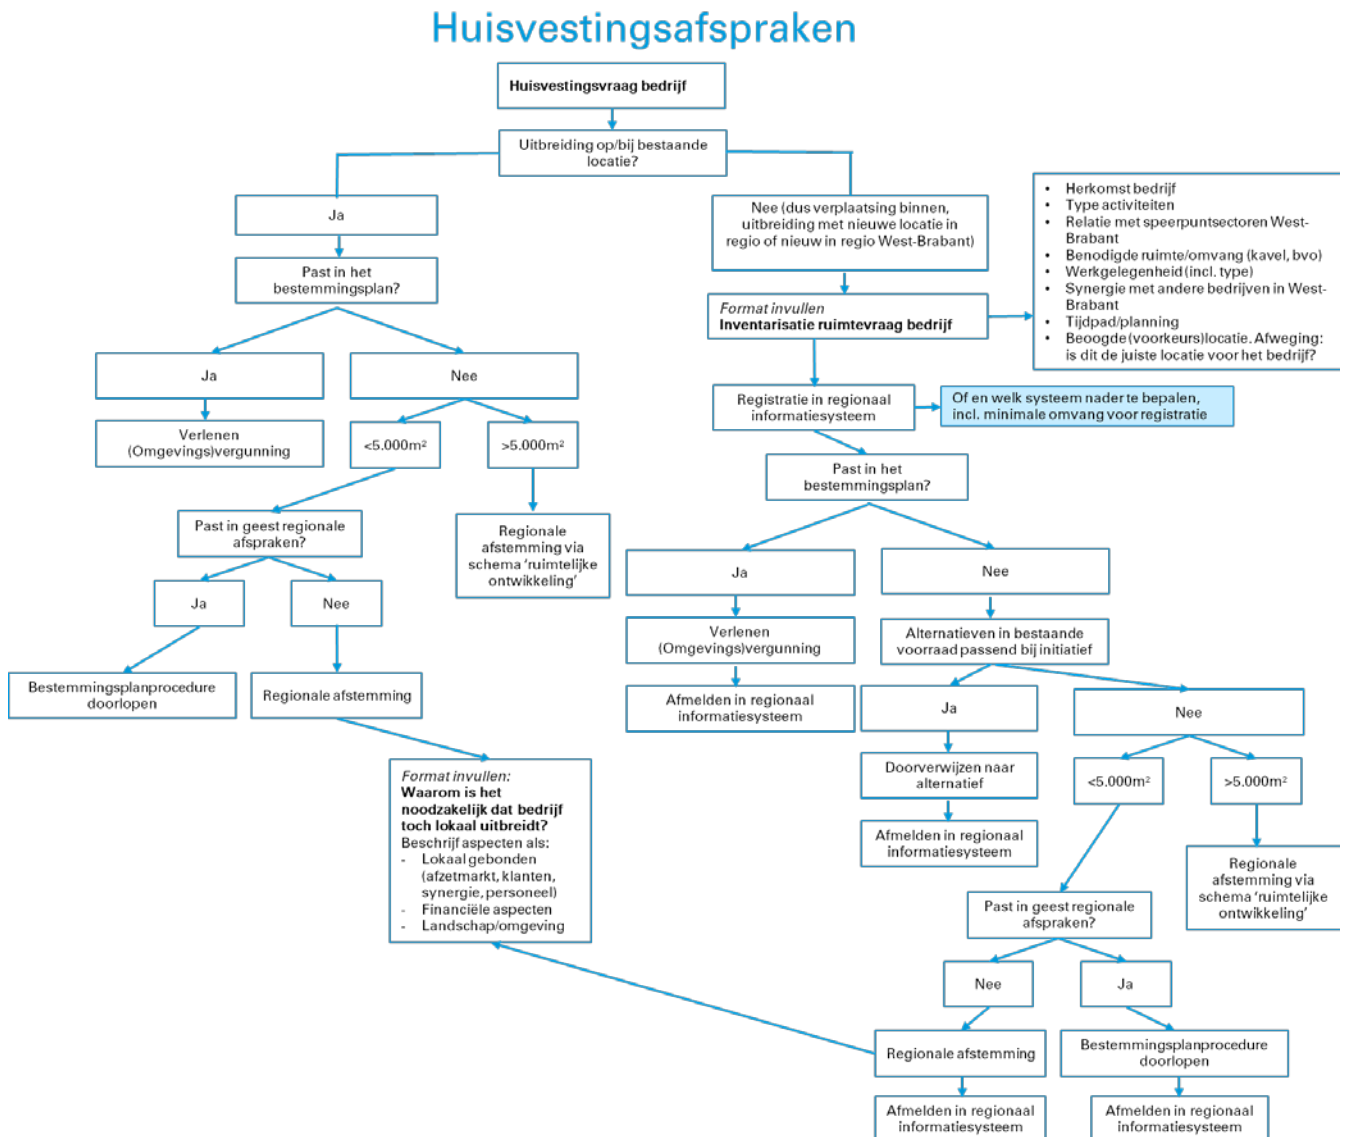 Huisvestingsafspraken
Huisvestingsvraag bedrijf
Uitbreiding op/bij bestaande
locatie?
Ja
Nee (dus verplaatsing binnen,
uitbreiding met nieuwe locatie in
regio of nieuw in regio West-Brabant)
• Herkomst bedrijf
• Type activiteiten
• Relatie met speerpuntsectoren West-
Brabant
• Benodigde ruimte/omvang (kavel, bvo)
• Werkgelegenheid (incl. type)
• Synergie met andere bedrijven in West-
Brabant
• Tijdpad/planning
• Beoogde (voorkeurs)locatie. Afweging:
is dit de juiste locatie voor het bedrijf?
Past in het
bestemmingsplan?
Format invullen
Inventarisatie ruimtevraag bedrijf
Ja
Nee
Registratie in regionaal
informatiesysteem
Of en welk systeem nader te bepalen,
incl. minimale omvang voor registratie
Verlenen
(Omgevings)vergunning
<5.000m²
>5.000m²
Past in het
bestemmingsplan?
Past in geest regionale
afspraken?
Regionale
afstemming via
schema ‘ruimtelijke
ontwikkeling’
Ja
Nee
Ja
Nee
Verlenen
(Omgevings)vergunning
Alternatieven in bestaande
voorraad passend bij initiatief
Bestemmingsplanprocedure
doorlopen
Regionale afstemming
Afmelden in regionaal
informatiesysteem
Ja
Nee
Format invullen:
Waarom is het
noodzakelijk dat bedrijf
toch lokaal uitbreidt?
Beschrijf aspecten als:
- Lokaal gebonden
(afzetmarkt, klanten,
synergie, personeel)
- Financiële aspecten
- Landschap/omgeving
Doorverwijzen naar
alternatief
<5.000m²
>5.000m²
Afmelden in regionaal
informatiesysteem
Regionale
afstemming via
schema ‘ruimtelijke
ontwikkeling’
Past in geest regionale
afspraken?
Nee
Ja
Regionale afstemming
Bestemmingsplanprocedure
doorlopen
Afmelden in regionaal
informatiesysteem
Afmelden in regionaal
informatiesysteem